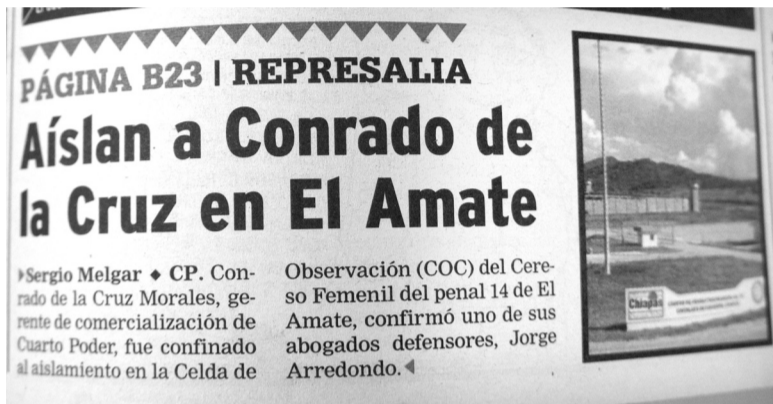 PÁGINA B23 | REPRESALIA
Aíslan a Conrado de
la Cruz en El Amate
Sergio Melgar ◆ CP. Con-
rado de la Cruz Morales, ge-
rente de comercialización de
Cuarto Poder, fue confinado
al aislamiento en la Celda de
Observación (COC) del Cere-
so Femenil del penal 14 de El
Amate, confirmó uno de sus
abogados defensores, Jorge
Arredondo.
Chiapas